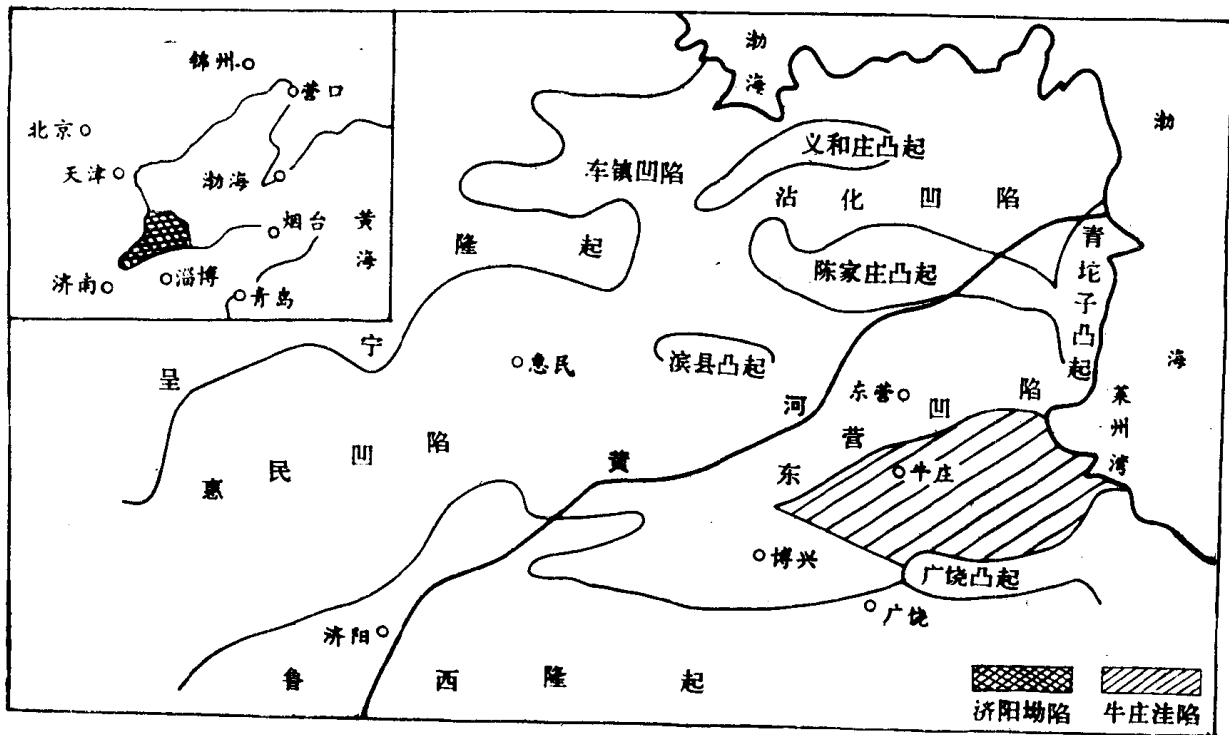 锦州
营口
北京
天津
渤海
烟台
黄海
济南
淄博
青岛
渤海
渤海
义和庄凸起
车镇凹陷
沾化凹陷
青坨子凸起
陈家庄凸起
呈宁隆起
惠民
滨县凸起
东营
东营凹陷
莱州湾
惠民凹陷
黄河
牛庄
博兴
广饶凸起
广饶
济阳
鲁西隆起
济阳坳陷
牛庄洼陷